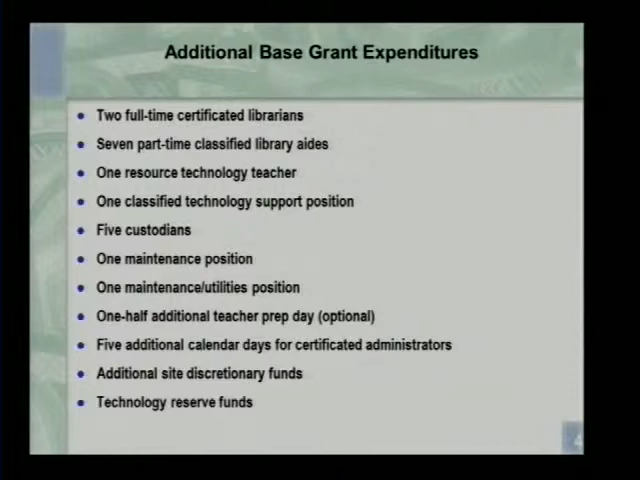 Additional Base Grant Expenditures
Two full-time certificated librarians
Seven part-time classified library aides
One resource technology teacher
One classified technology support position
Five custodians
One maintenance position
One maintenance/utilities position
One-half additional teacher prep day (optional)
Five additional calendar days for certificated administrators
Additional site discretionary funds
Technology reserve funds
4